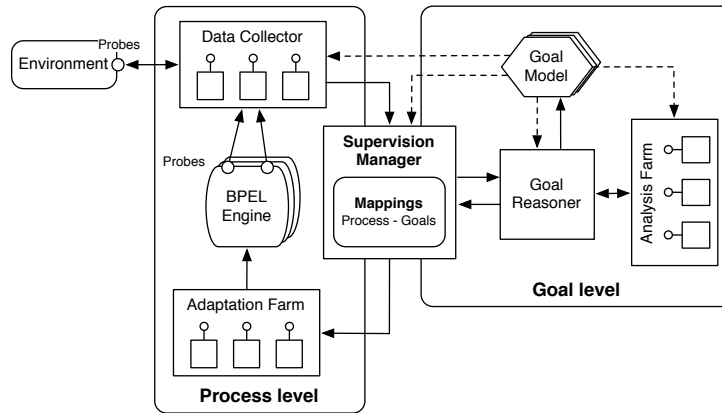 Probes
Environment
Data Collector
Probes
BPEL
Engine
Adaptation Farm
Process level
Supervision
Manager
Mappings
Process - Goals
Goal
Model
Goal
Reasoner
Analysis Farm
Goal level